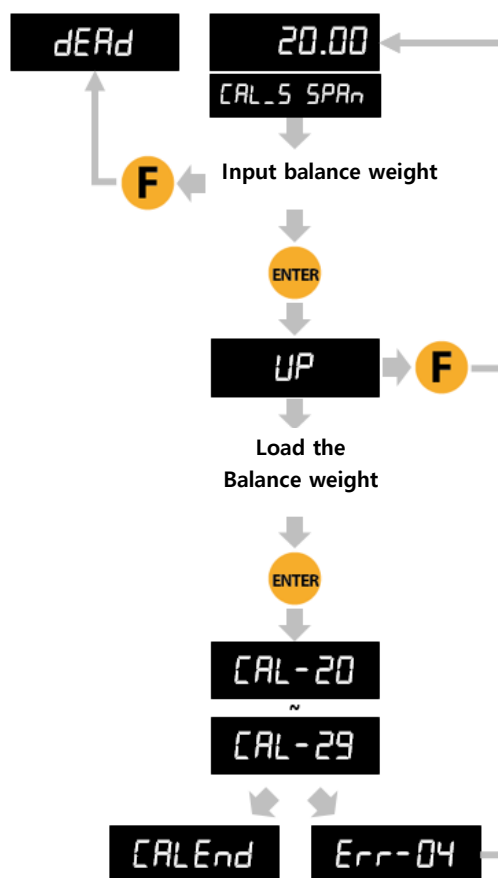 dEAd
20.00
CAL_S SPAn
F
Input balance weight
ENTER
UP
F
Load the
Balance weight
ENTER
CAL-20
~
CAL-29
CALEnd
Err-04